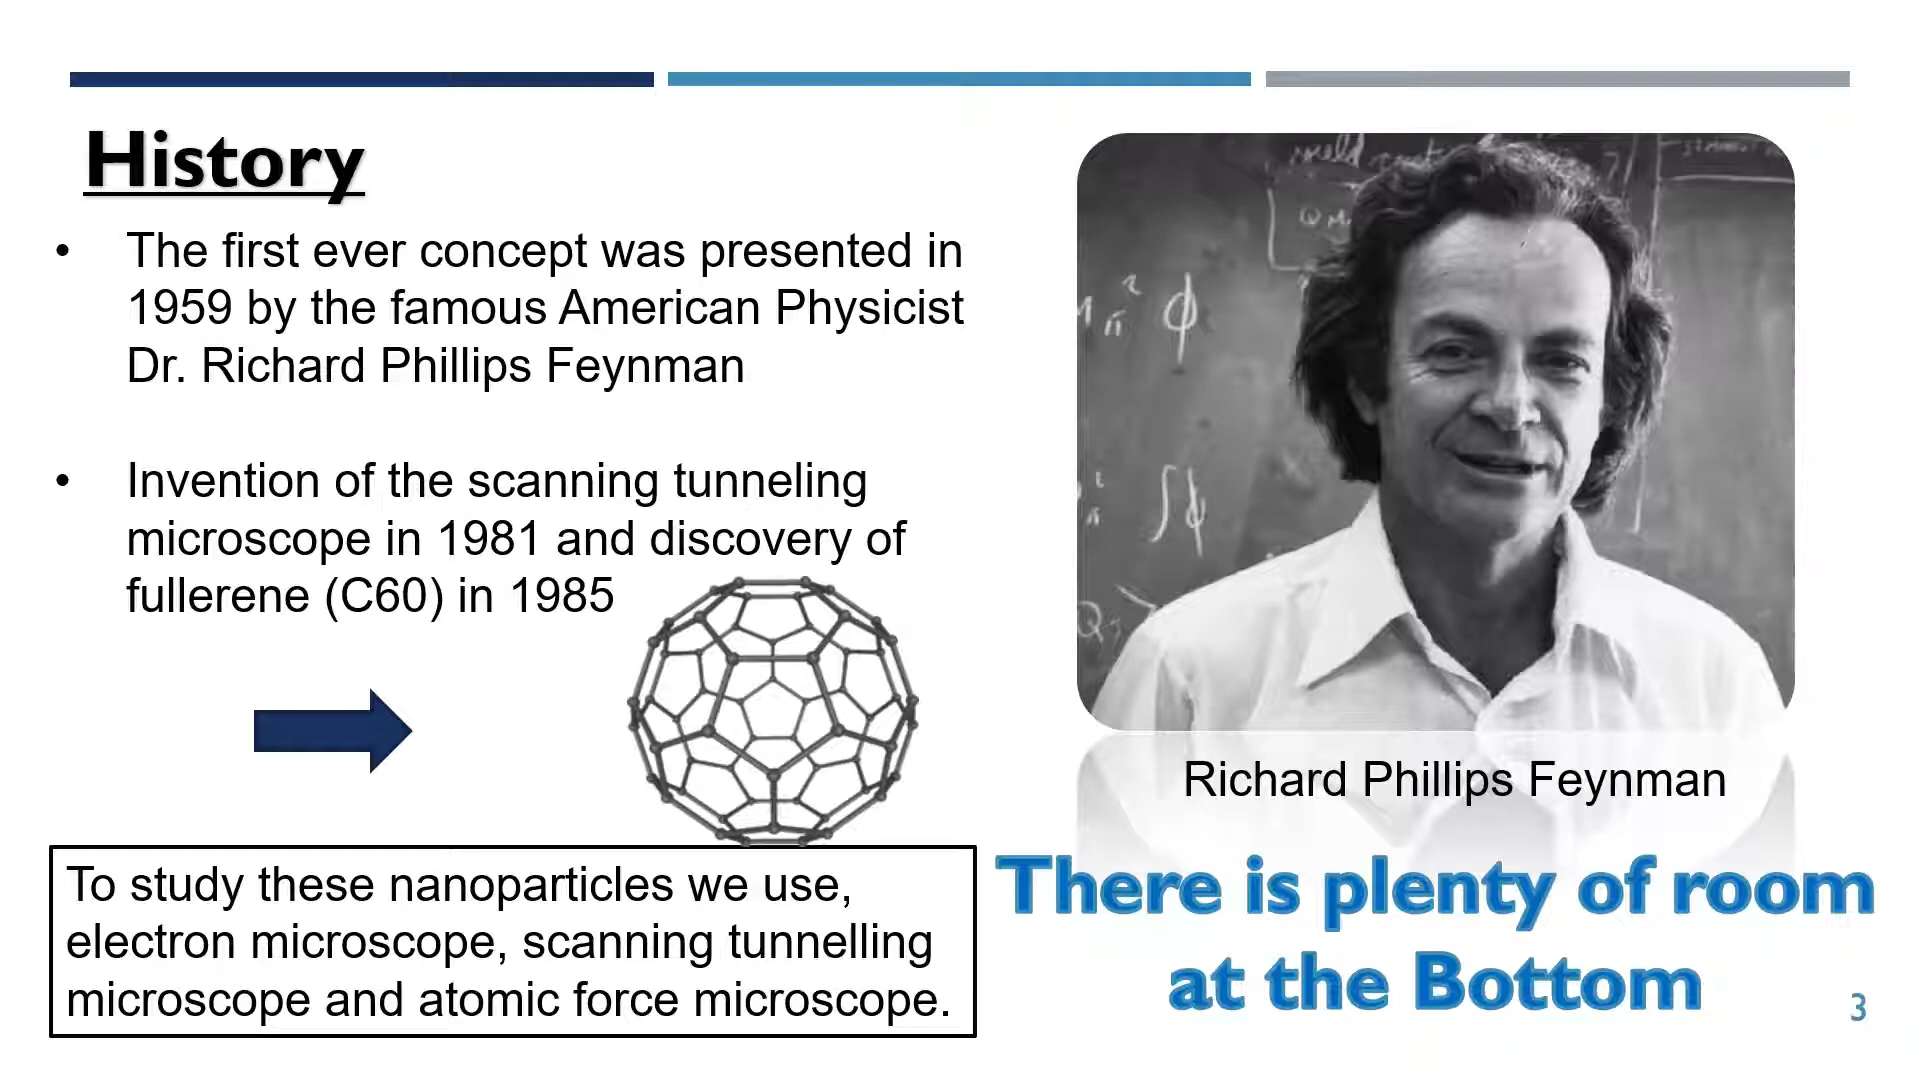 History
• The first ever concept was presented in
1959 by the famous American Physicist
Dr. Richard Phillips Feynman
• Invention of the scanning tunneling
microscope in 1981 and discovery of
fullerene (C60) in 1985
To study these nanoparticles we use,
electron microscope, scanning tunnelling
microscope and atomic force microscope.
Richard Phillips Feynman
There is plenty of room
at the Bottom
3